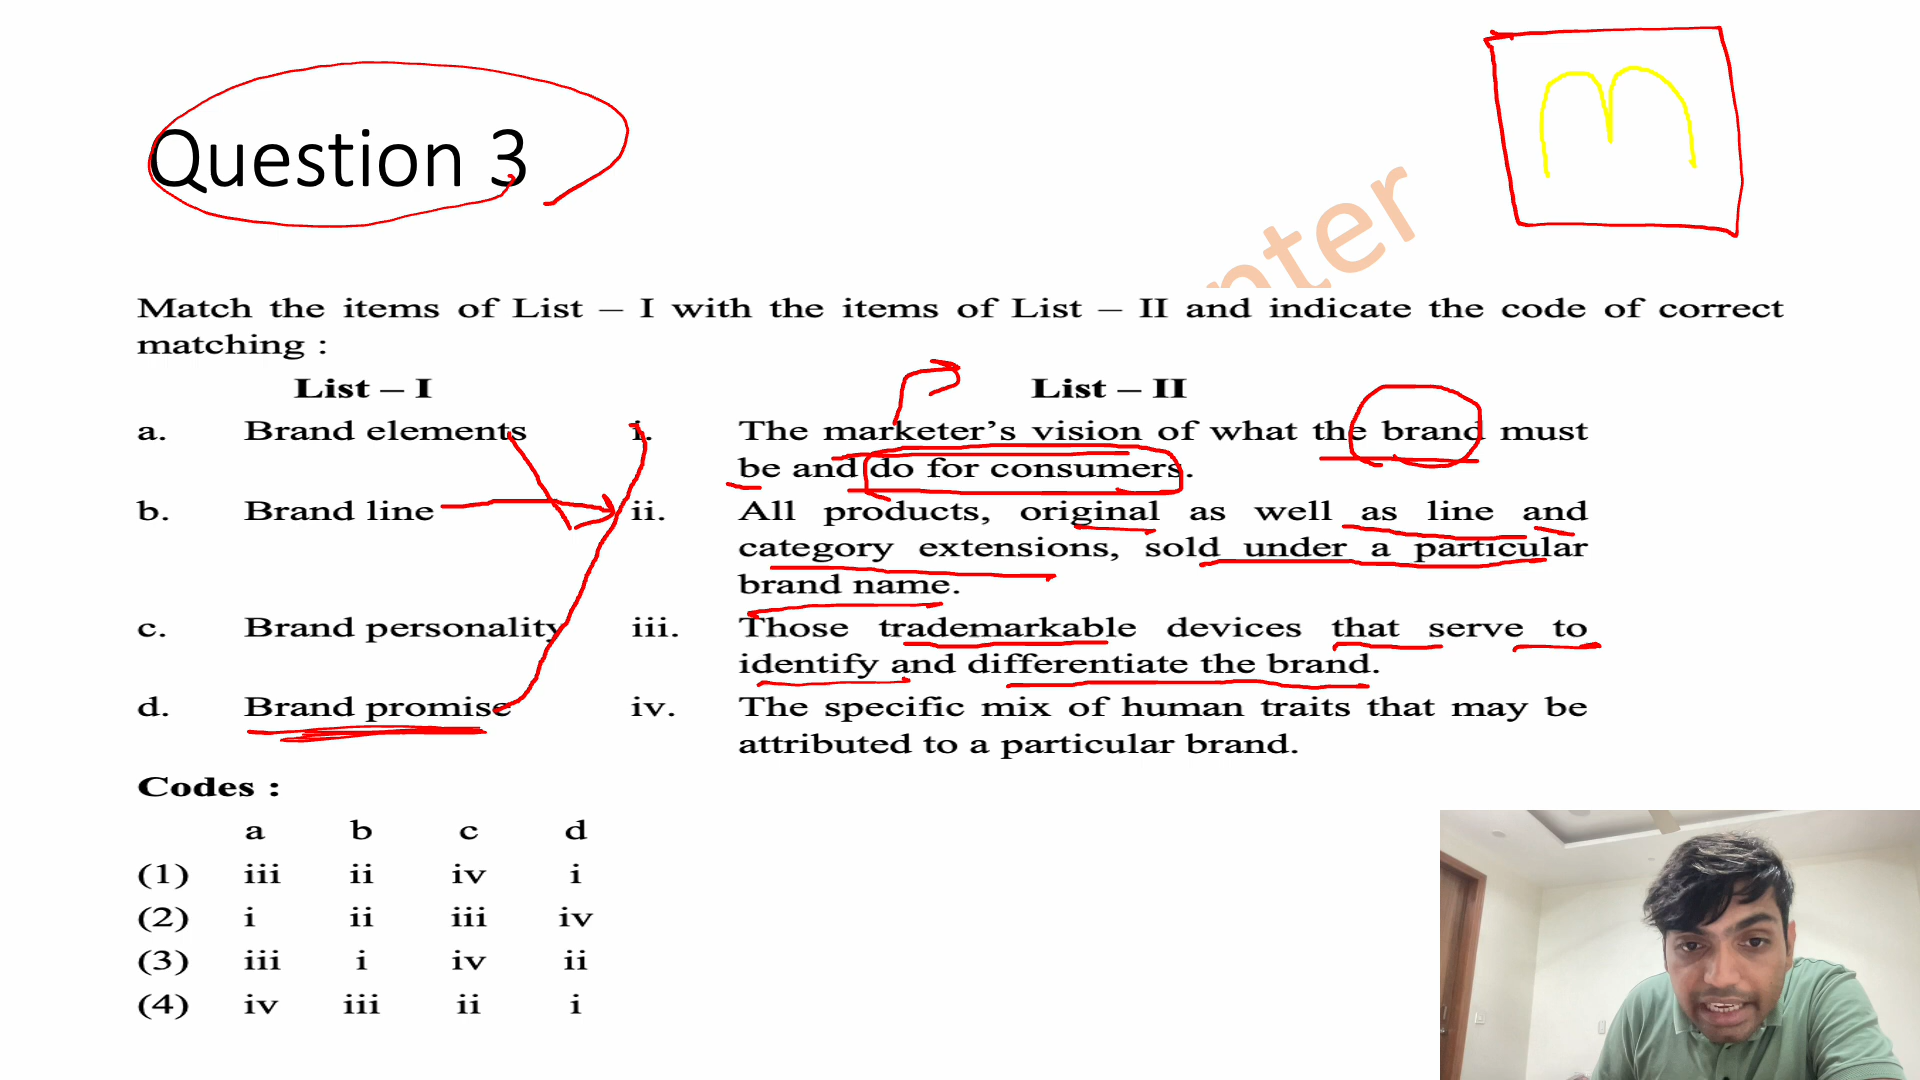 Question 3
m
nter
Match the items of List – I with the items of List – II and indicate the code of correct
matching :
List – I List – II
a. Brand elements i. The marketer's vision of what the brand must
be and do for consumers.
b. Brand line ii. All products, original as well as line and
category extensions, sold under a particular
brand name.
c. Brand personality iii. Those trademarkable devices that serve to
identify and differentiate the brand.
d. Brand promise iv. The specific mix of human traits that may be
attributed to a particular brand.
Codes :
a b c d
(1) iii ii iv i
(2) i ii iii iv
(3) iii i iv ii
(4) iv iii ii i